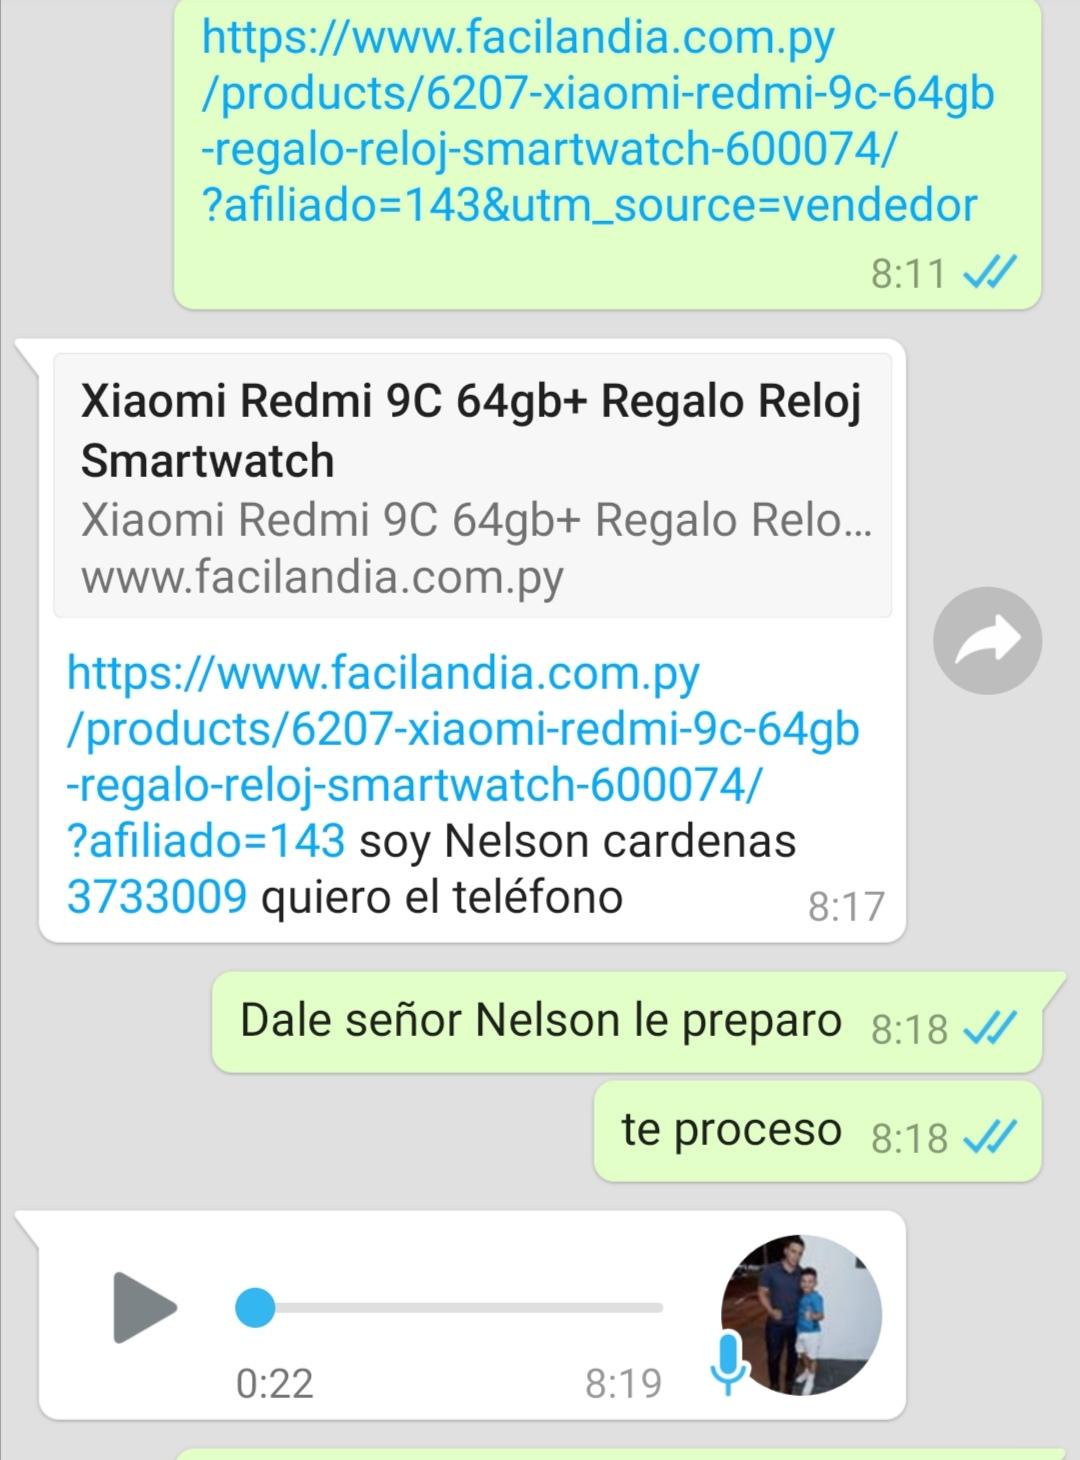 https://www.facilandia.com.py
/products/6207-xiaomi-redmi-9c-64gb
-regalo-reloj-smartwatch-600074/
?afiliado=143&utm_source=vendedor
8:11
Xiaomi Redmi 9C 64gb+ Regalo Reloj
Smartwatch
Xiaomi Redmi 9C 64gb+ Regalo Relo...
www.facilandia.com.py
https://www.facilandia.com.py
/products/6207-xiaomi-redmi-9c-64gb
-regalo-reloj-smartwatch-600074/
?afiliado=143 soy Nelson cardenas
3733009 quiero el teléfono 8:17
Dale señor Nelson le preparo 8:18
te proceso 8:18
0:22 8:19